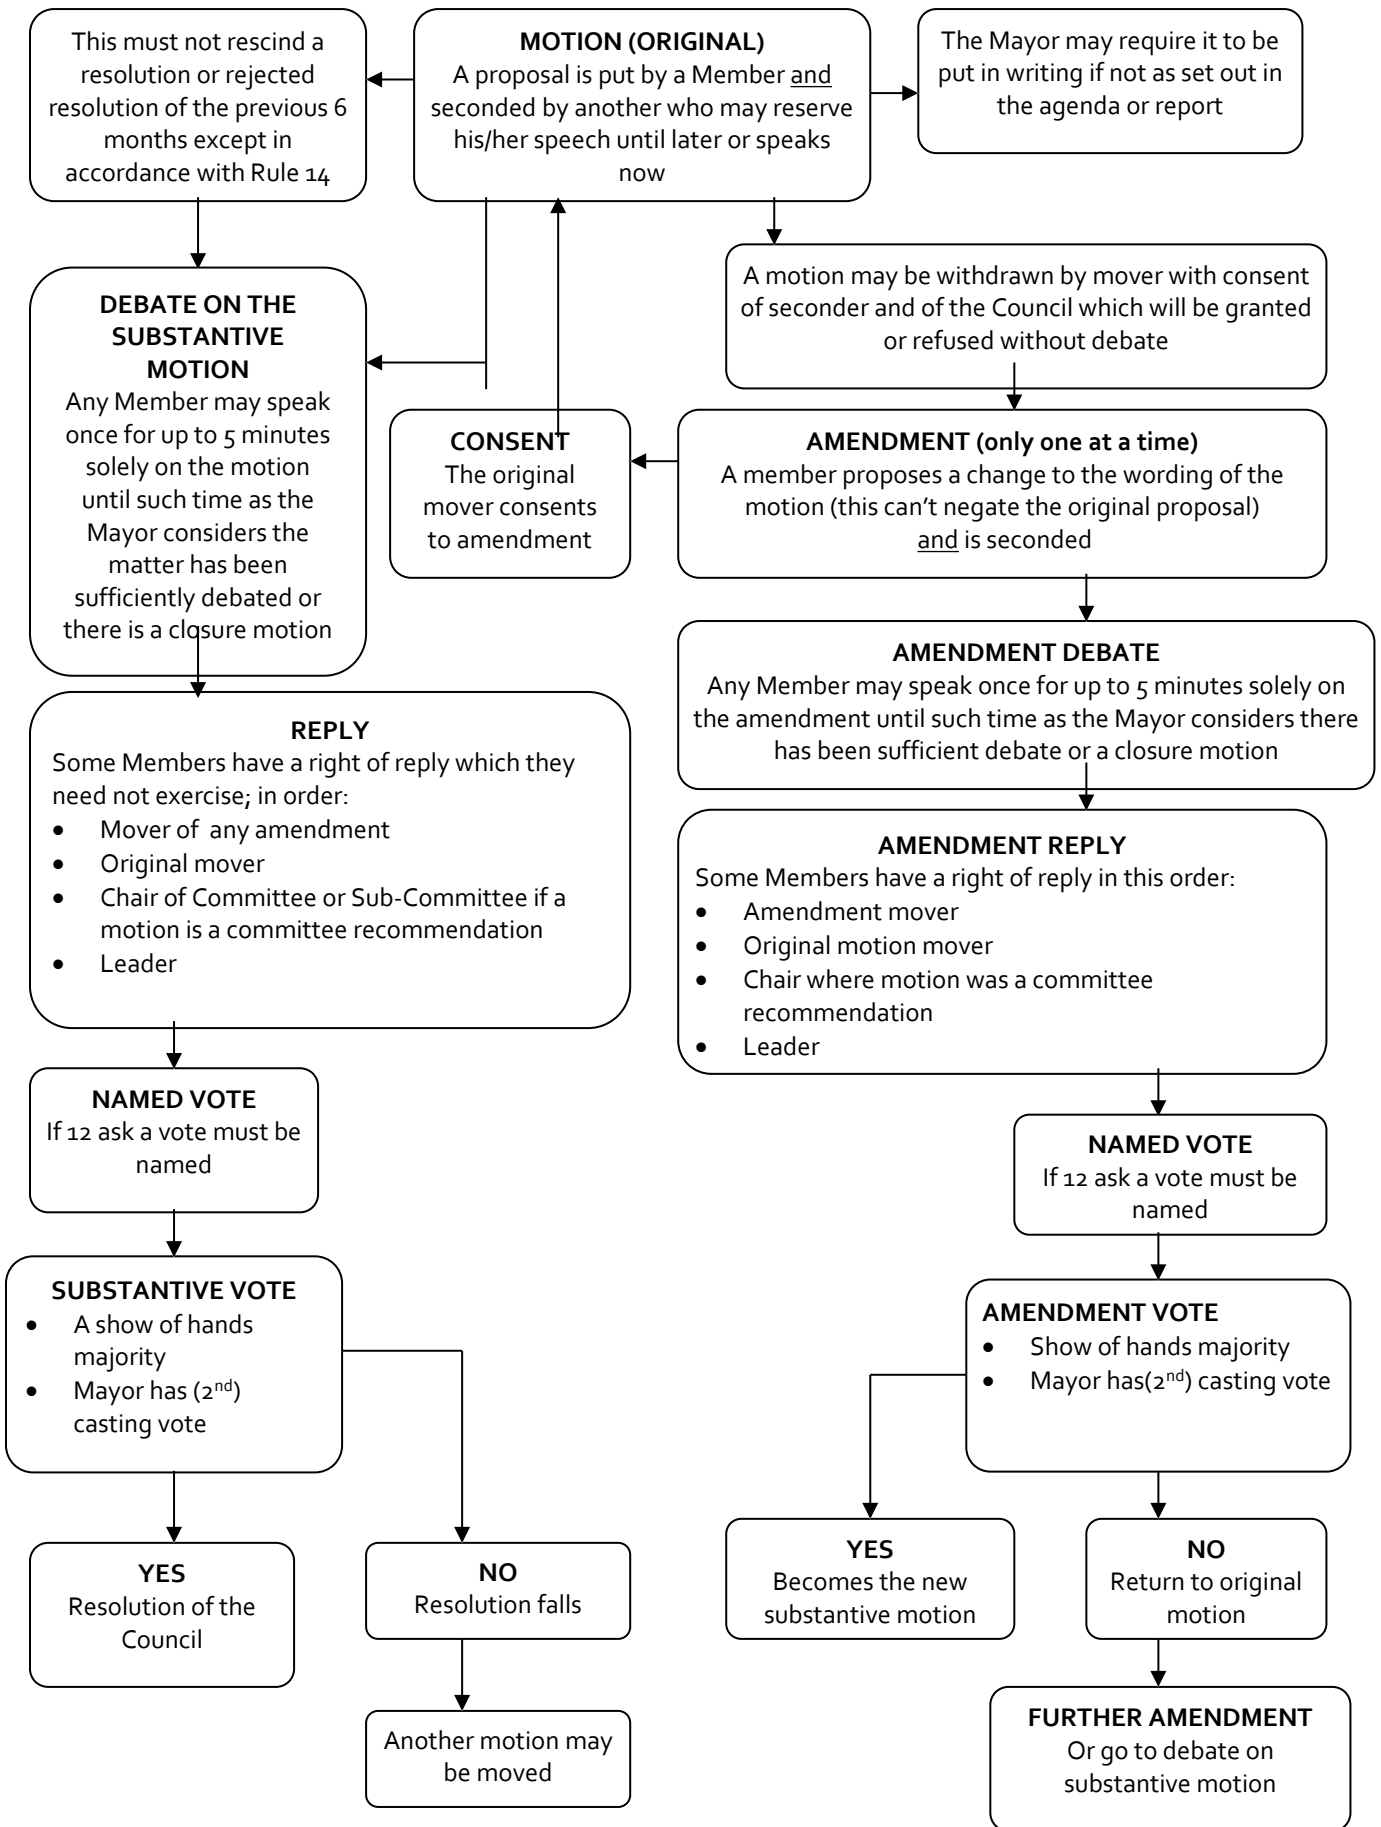 This must not rescind a
resolution or rejected
resolution of the previous 6
months except in
accordance with Rule 14
MOTION (ORIGINAL)
A proposal is put by a Member and
seconded by another who may reserve
his/her speech until later or speaks
now
The Mayor may require it to be
put in writing if not as set out in
the agenda or report
A motion may be withdrawn by mover with consent
of seconder and of the Council which will be granted
or refused without debate
DEBATE ON THE
SUBSTANTIVE
MOTION
Any Member may speak
once for up to 5 minutes
solely on the motion
until such time as the
Mayor considers the
matter has been
sufficiently debated or
there is a closure motion
CONSENT
The original
mover consents
to amendment
AMENDMENT (only one at a time)
A member proposes a change to the wording of the
motion (this can't negate the original proposal)
and is seconded
AMENDMENT DEBATE
Any Member may speak once for up to 5 minutes solely on
the amendment until such time as the Mayor considers there
has been sufficient debate or a closure motion
REPLY
Some Members have a right of reply which they
need not exercise; in order:
• Mover of any amendment
• Original mover
• Chair of Committee or Sub-Committee if a
motion is a committee recommendation
• Leader
AMENDMENT REPLY
Some Members have a right of reply in this order:
• Amendment mover
• Original motion mover
• Chair where motion was a committee
recommendation
• Leader
NAMED VOTE
If 12 ask a vote must be
named
NAMED VOTE
If 12 ask a vote must be
named
SUBSTANTIVE VOTE
• A show of hands
majority
• Mayor has (2nd)
casting vote
AMENDMENT VOTE
• Show of hands majority
• Mayor has(2nd) casting vote
YES
Resolution of the
Council
NO
Resolution falls
YES
Becomes the new
substantive motion
NO
Return to original
motion
Another motion may
be moved
FURTHER AMENDMENT
Or go to debate on
substantive motion